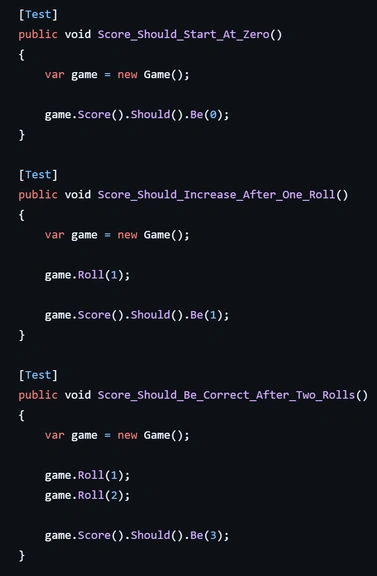 [Test]
public void Score_Should_Start_At_Zero()
{
    var game = new Game();

    game.Score().Should().Be(0);
}

[Test]
public void Score_Should_Increase_After_One_Roll()
{
    var game = new Game();

    game.Roll(1);

    game.Score().Should().Be(1);
}

[Test]
public void Score_Should_Be_Correct_After_Two_Rolls()
{
    var game = new Game();

    game.Roll(1);
    game.Roll(2);

    game.Score().Should().Be(3);
}